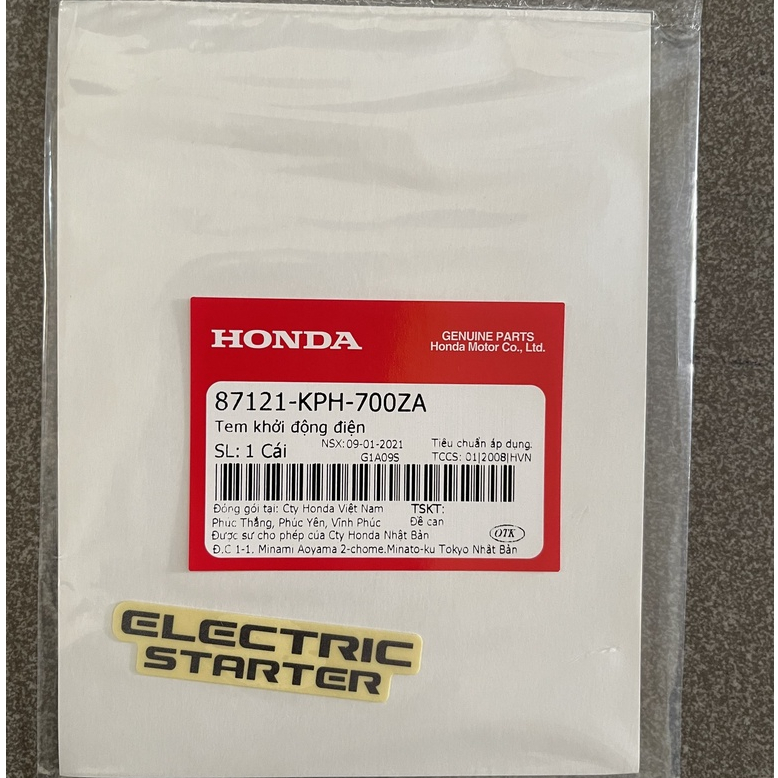 HONDA
GENUINE PARTS
Honda Motor Co., Ltd.
87121-KPH-700ZA
Tem khởi động điện
SL: 1 Cái
NSX: 09-01-2021
G1A09S
Tiêu chuẩn áp dụng.
TCCS: 01|2008|HVN
Đóng gói tại: Cty Honda Việt Nam
Phúc Thắng, Phúc Yên, Vĩnh Phúc
TSKT:
Đề can
Được sư cho phép của Cty Honda Nhật Bản
OTK
Đ.C 1-1. Minami Aoyama 2-chome.Minato-ku Tokyo Nhật Bản
ELECTRIC
STARTER